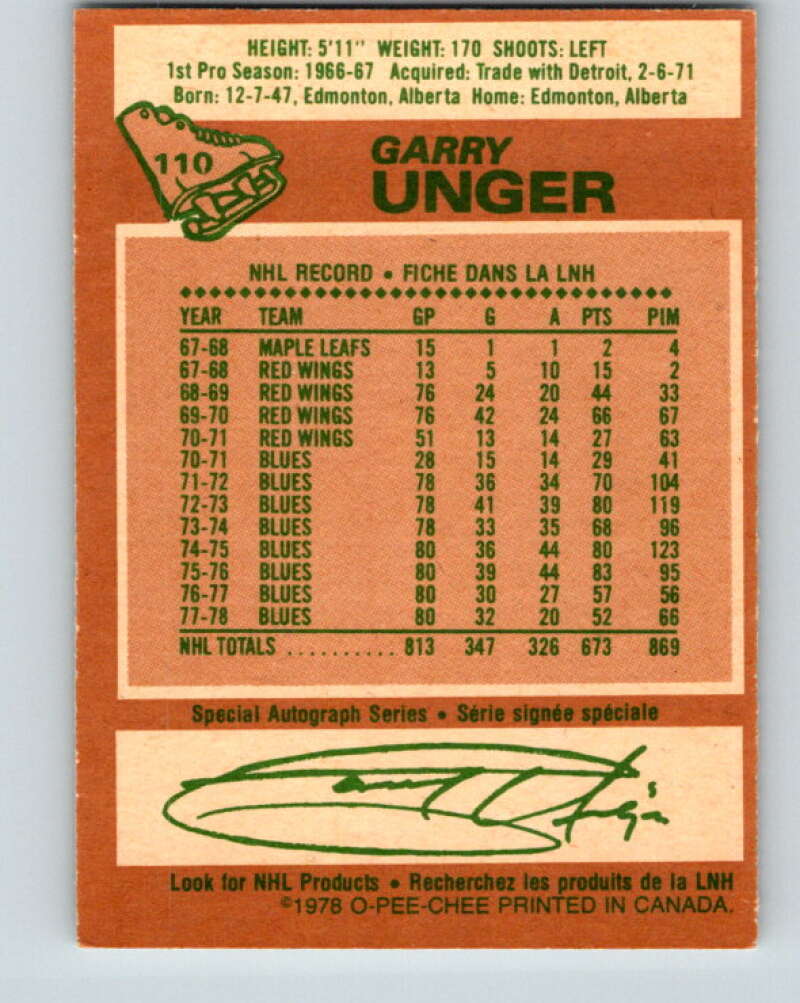 HEIGHT: 5'11" WEIGHT: 170 SHOOTS: LEFT
1st Pro Season: 1966-67 Acquired: Trade with Detroit, 2-6-71
Born: 12-7-47, Edmonton, Alberta Home: Edmonton, Alberta
110
GARRY
UNGER
NHL RECORD • FICHE DANS LA LNH
YEAR TEAM GP G A PTS PIM
67-68 MAPLE LEAFS 15 1 1 2 4
67-68 RED WINGS 13 5 10 15 2
68-69 RED WINGS 76 24 20 44 33
69-70 RED WINGS 76 42 24 66 67
70-71 RED WINGS 51 13 14 27 63
70-71 BLUES 28 15 14 29 41
71-72 BLUES 78 36 34 70 104
72-73 BLUES 78 41 39 80 119
73-74 BLUES 78 33 35 68 96
74-75 BLUES 80 36 44 80 123
75-76 BLUES 80 39 44 83 95
76-77 BLUES 80 30 27 57 56
77-78 BLUES 80 32 20 52 66
NHL TOTALS .......... 813 347 326 673 869
Special Autograph Series • Série signée spéciale
Garry Unger
Look for NHL Products • Recherchez les produits de la LNH
©1978 O-PEE-CHEE PRINTED IN CANADA.